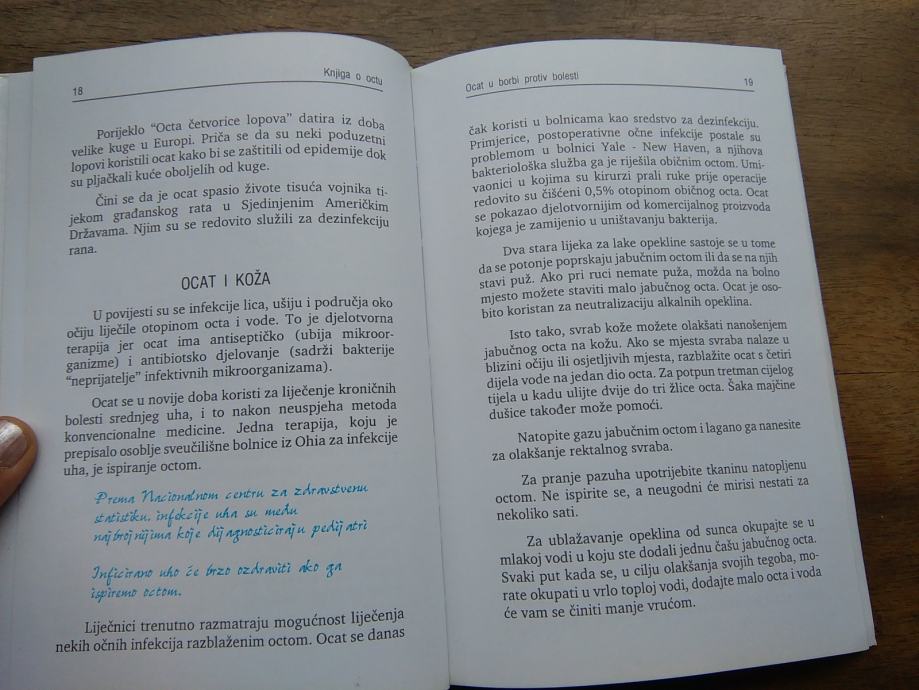 18
Knjiga o octu
Porijeklo “Octa četvorice lopova” datira iz doba
velike kuge u Europi. Priča se da su neki poduzetni
lopovi koristili ocat kako bi se zaštitili od epidemije dok
su pljačkali kuće oboljelih od kuge.
Čini se da je ocat spasio živote tisuća vojnika ti-
jekom građanskog rata u Sjedinjenim Američkim
Državama. Njim su se redovito služili za dezinfekciju
rana.
OCAT I KOŽA
U povijesti su se infekcije lica, ušiju i područja oko
očiju liječile otopinom octa i vode. To je djelotvorna
terapija jer ocat ima antiseptičko (ubija mikroor-
ganizme) i antibiotsko djelovanje (sadrži bakterije
“neprijatelje” infektivnih mikroorganizama).
Ocat se u novije doba koristi za liječenje kroničnih
bolesti srednjeg uha, i to nakon neuspjeha metoda
konvencionalne medicine. Jedna terapija, koju je
prepisalo osoblje sveučilišne bolnice iz Ohia za infekcije
uha, je ispiranje octom.
Prema Nacionalnom centru za zdravstvenu
statistiku, infekcije uha su među
najbrojnijima koje dijagnosticiraju pedijatri
Inficirano uho će brzo ozdraviti ako ga
ispiremo octom.
Liječnici trenutno razmatraju mogućnost liječenja
nekih očnih infekcija razblaženim octom. Ocat se danas
Ocat u borbi protiv bolesti
19
čak koristi u bolnicama kao sredstvo za dezinfekciju.
Primjerice, postoperativne očne infekcije postale su
problemom u bolnici Yale - New Haven, a njihova
bakteriološka služba ga je riješila običnim octom. Umi-
vaonici u kojima su kirurzi prali ruke prije operacije
redovito su čišćeni 0,5% otopinom običnog octa. Ocat
se pokazao djelotvornijim od komercijalnog proizvoda
kojega je zamijenio u uništavanju bakterija.
Dva stara lijeka za lake opekline sastoje se u tome
da se potonje poprskaju jabučnim octom ili da se na njih
stavi puž. Ako pri ruci nemate puža, možda na bolno
mjesto možete staviti malo jabučnog octa. Ocat je oso-
bito koristan za neutralizaciju alkalnih opeklina.
Isto tako, svrab kože možete olakšati nanošenjem
jabučnog octa na kožu. Ako se mjesta svraba nalaze u
blizini očiju ili osjetljivih mjesta, razblažite ocat s četiri
dijela vode na jedan dio octa. Za potpun tretman cijelog
tijela u kadu ulijte dvije do tri žlice octa. Šaka majčine
dušice također može pomoći.
Natopite gazu jabučnim octom i lagano ga nanesite
za olakšanje rektalnog svraba.
Za pranje pazuha upotrijebite tkaninu natopljenu
octom. Ne ispirite se, a neugodni će mirisi nestati za
nekoliko sati.
Za ublažavanje opeklina od sunca okupajte se u
mlakoj vodi u koju ste dodali jednu čašu jabučnog octa.
Svaki put kada se, u cilju olakšanja svojih tegoba, mo-
rate okupati u vrlo toploj vodi, dodajte malo octa i voda
će vam se činiti manje vrućom.